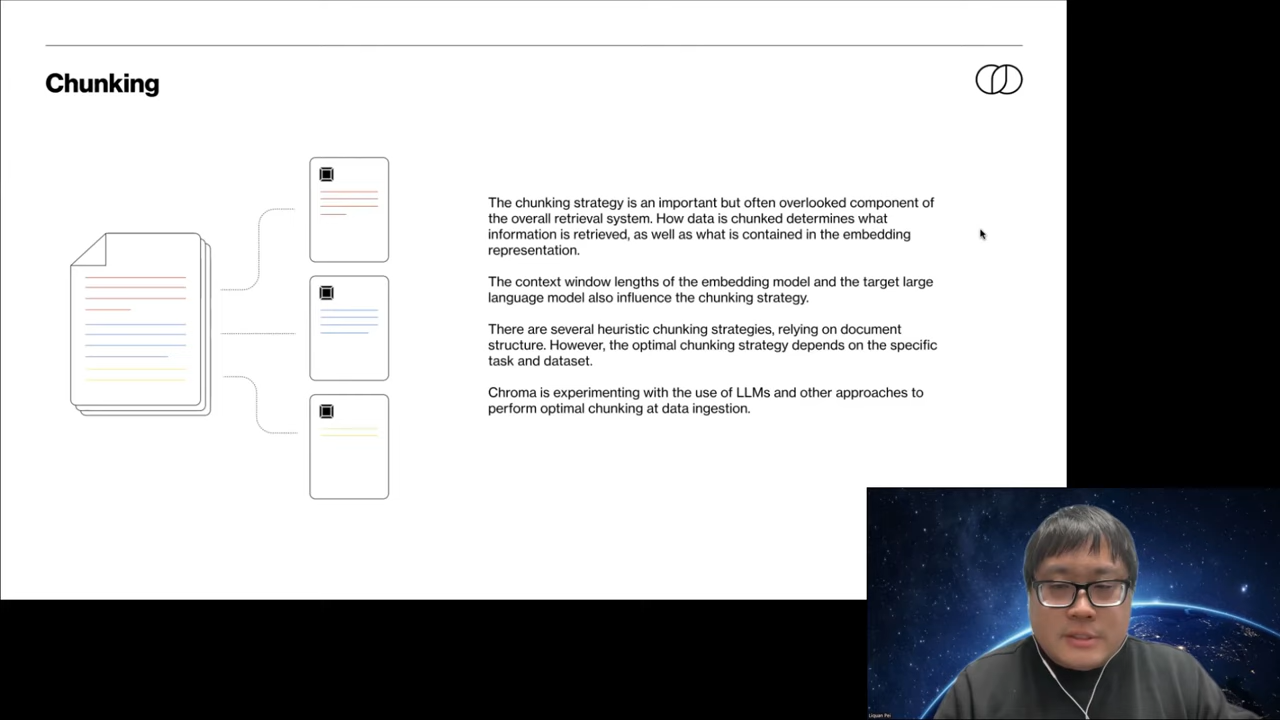 Chunking
The chunking strategy is an important but often overlooked component of
the overall retrieval system. How data is chunked determines what
information is retrieved, as well as what is contained in the embedding
representation.
The context window lengths of the embedding model and the target large
language model also influence the chunking strategy.
There are several heuristic chunking strategies, relying on document
structure. However, the optimal chunking strategy depends on the specific
task and dataset.
Chroma is experimenting with the use of LLMs and other approaches to
perform optimal chunking at data ingestion.
Liquan Pei